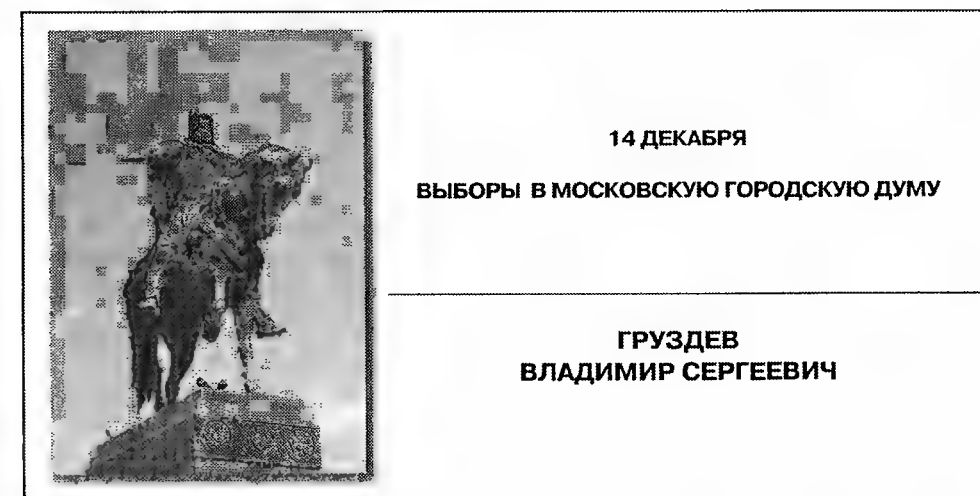 14 ДЕКАБРЯ
ВЫБОРЫ В МОСКОВСКУЮ ГОРОДСКУЮ ДУМУ
ГРУЗДЕВ
ВЛАДИМИР СЕРГЕЕВИЧ